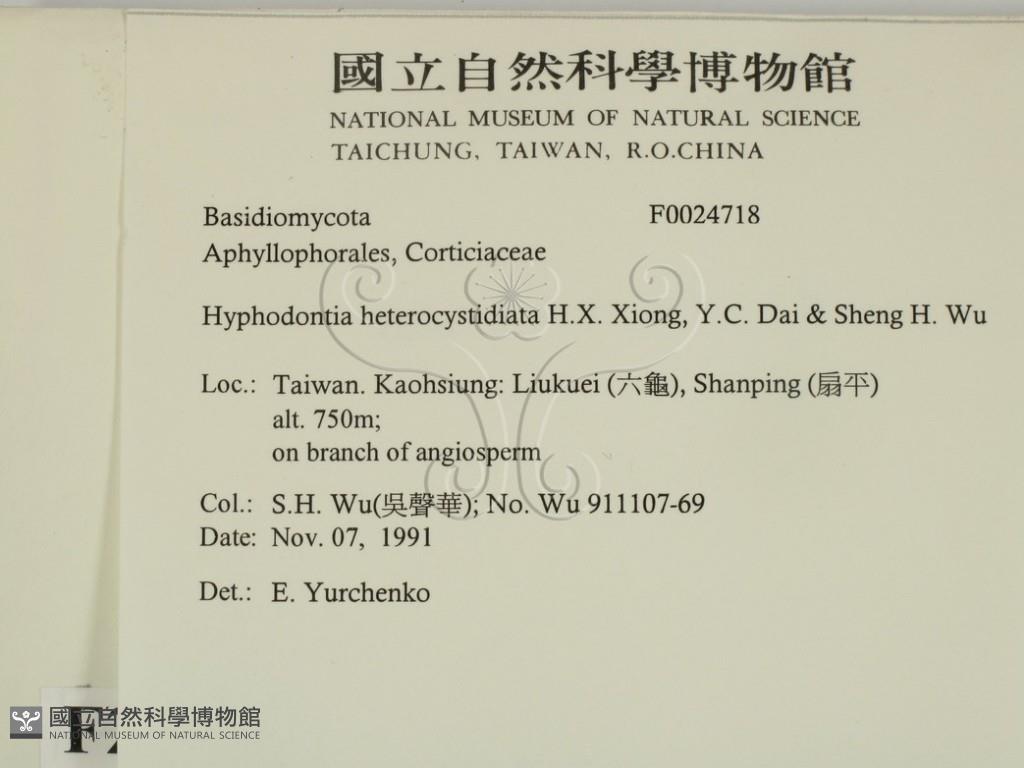 國立自然科學博物館
NATIONAL MUSEUM OF NATURAL SCIENCE
TAICHUNG, TAIWAN, R.O.CHINA
Basidiomycota F0024718
Aphyllophorales, Corticiaceae
Hyphodontia heterocystidiata H.X. Xiong, Y.C. Dai & Sheng H. Wu
Loc.: Taiwan. Kaohsiung: Liukuei (六龜), Shanping (扇平)
alt. 750m;
on branch of angiosperm
Col.: S.H. Wu(吳聲華); No. Wu 911107-69
Date: Nov. 07, 1991
Det.: E. Yurchenko
國立自然科學博物館
NATIONAL MUSEUM OF NATURAL SCIENCE